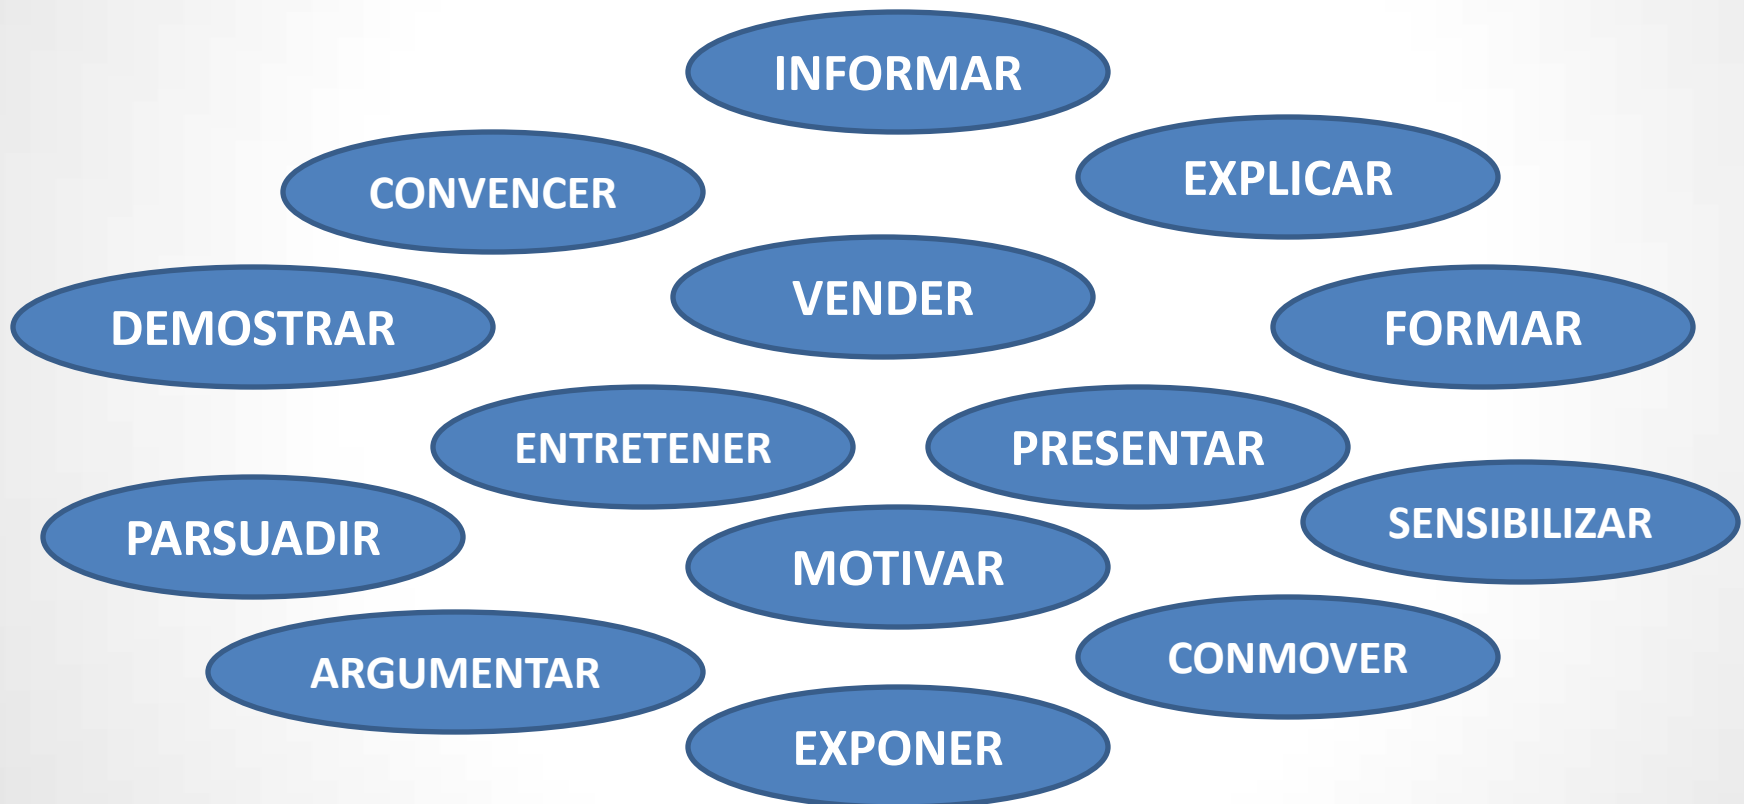 INFORMAR
EXPLICAR
CONVENCER
VENDER
DEMOSTRAR
FORMAR
ENTRETENER
PRESENTAR
SENSIBILIZAR
PARSUADIR
MOTIVAR
CONMOVER
ARGUMENTAR
EXPONER